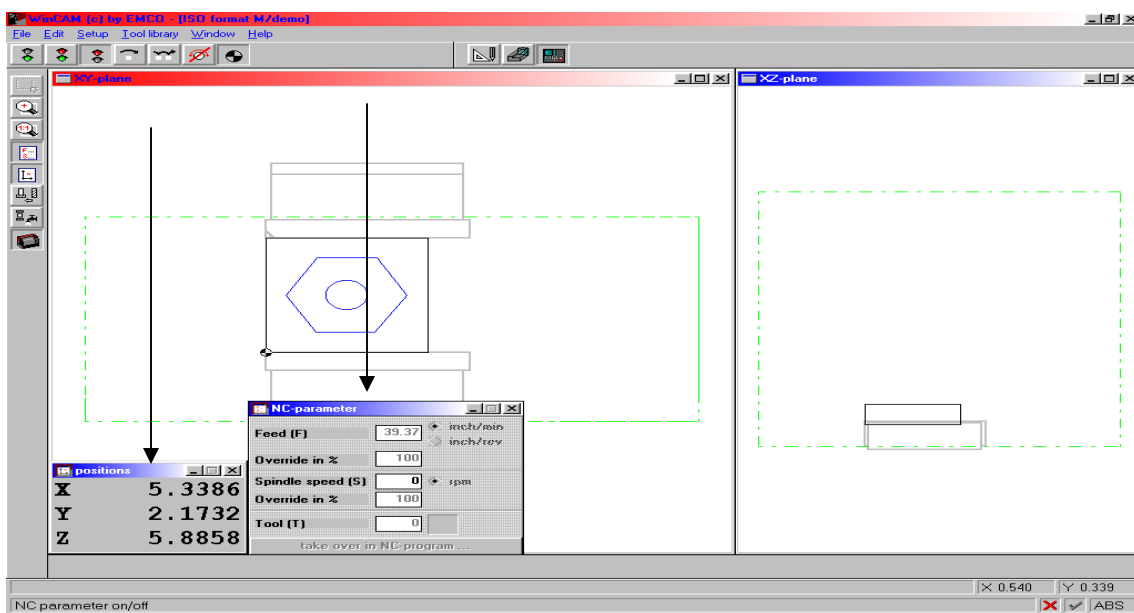 WinCAM (c) by EMCO - [ISO format M/demo]
File Edit Setup Tool library Window Help
XY-plane
XZ-plane
NC-parameter
Feed (F) 39.37 inch/min
inch/rev
Override in % 100
Spindle speed (S) 0 rpm
Override in % 100
Tool (T) 0
take over in NC-program ...
positions
X 5.3386
Y 2.1732
Z 5.8858
X 0.540 Y 0.339
NC parameter on/off ABS